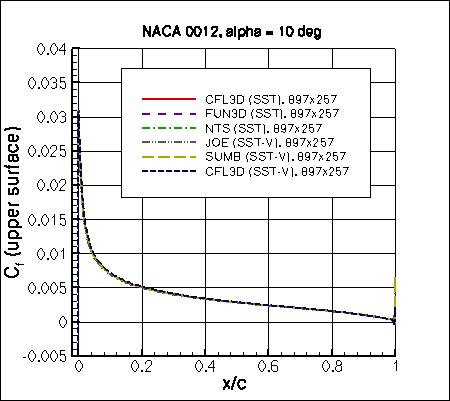 NACA 0012, alpha = 10 deg
CFL3D (SST), 897x257
FUN3D (SST), 897x257
NTS (SST), 897x257
JOE (SST-V), 897x257
SUMB (SST-V), 897x257
CFL3D (SST-V), 897x257
0.04
0.035
0.03
0.025
0.02
0.015
0.01
0.005
0
-0.005
Cf (upper surface)
0 0.2 0.4 0.6 0.8 1
x/c